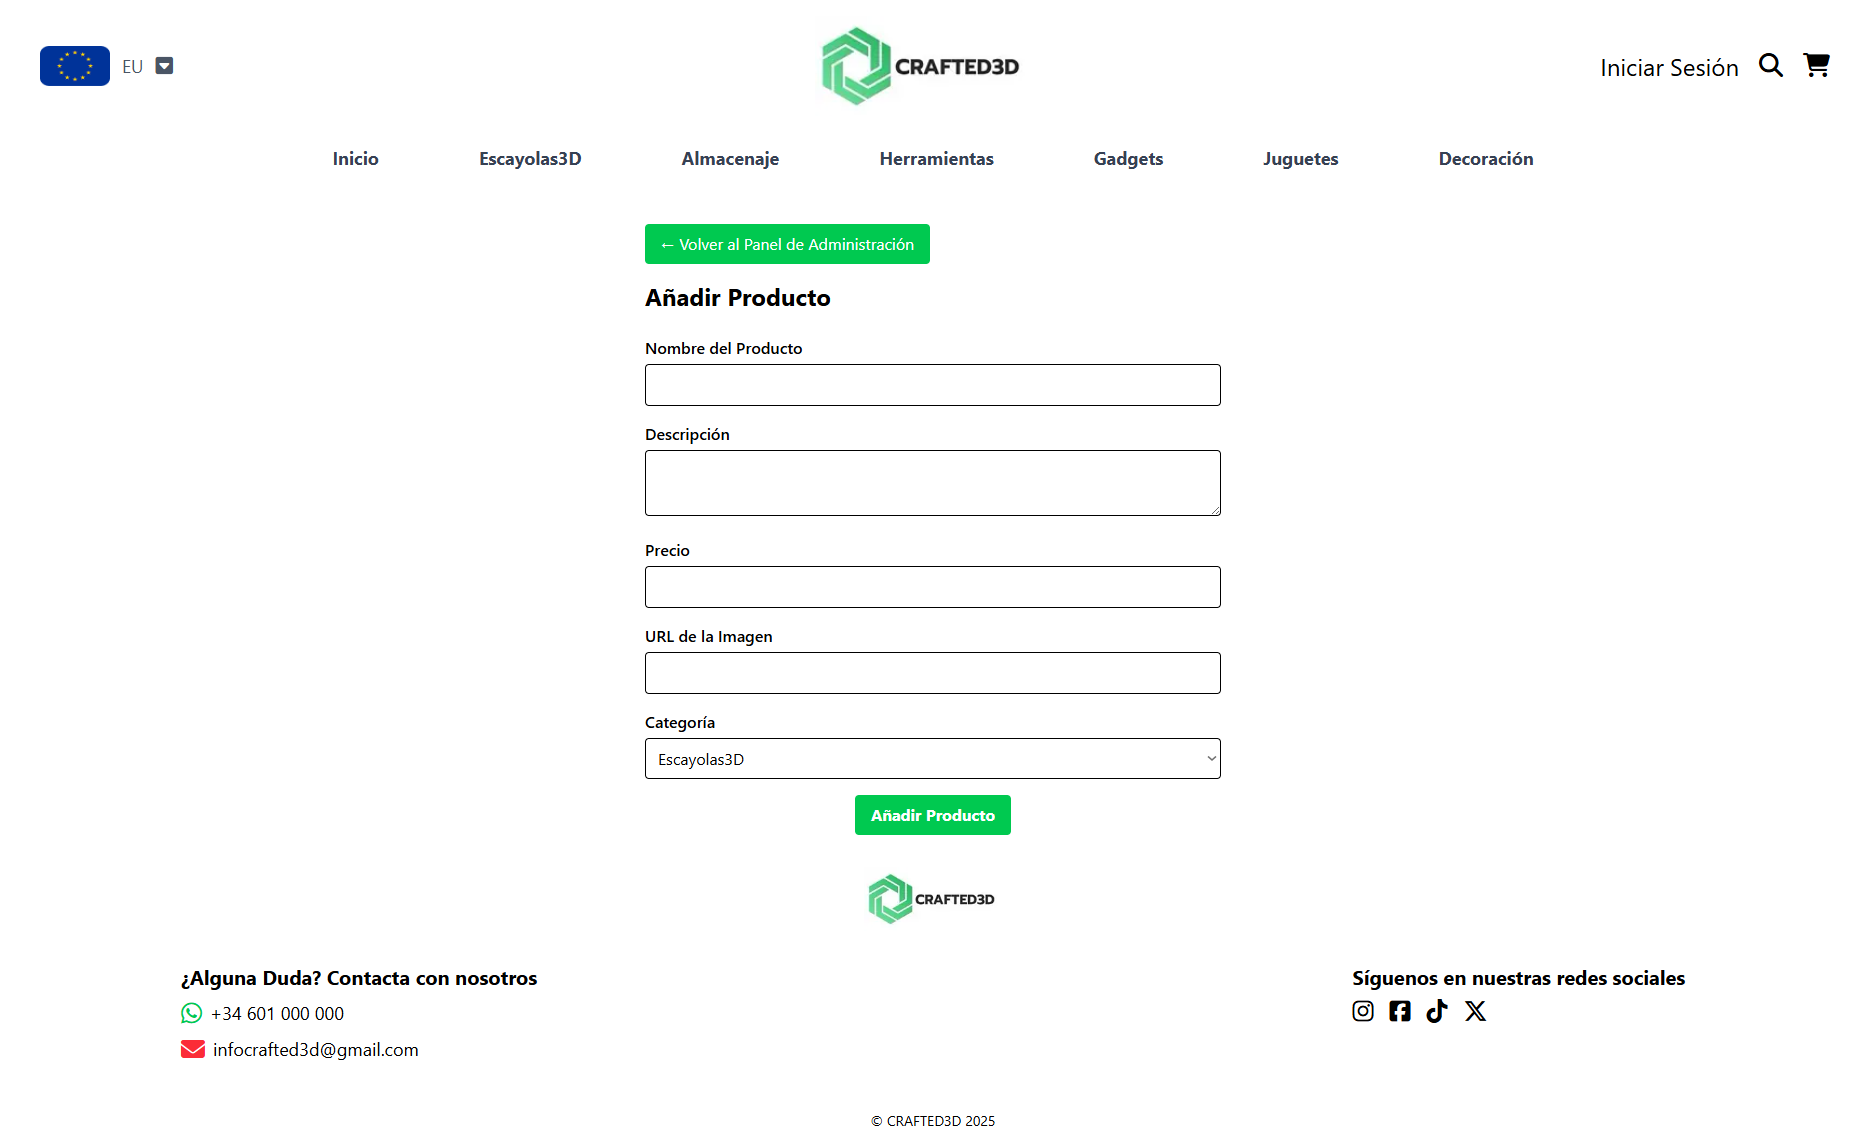 EU
CRAFTED3D
Iniciar Sesión
Inicio
Escayolas3D
Almacenaje
Herramientas
Gadgets
Juguetes
Decoración
← Volver al Panel de Administración
Añadir Producto
Nombre del Producto
Descripción
Precio
URL de la Imagen
Categoría
Escayolas3D
Añadir Producto
CRAFTED3D
¿Alguna Duda? Contacta con nosotros
+34 601 000 000
infocrafted3d@gmail.com
Síguenos en nuestras redes sociales
© CRAFTED3D 2025